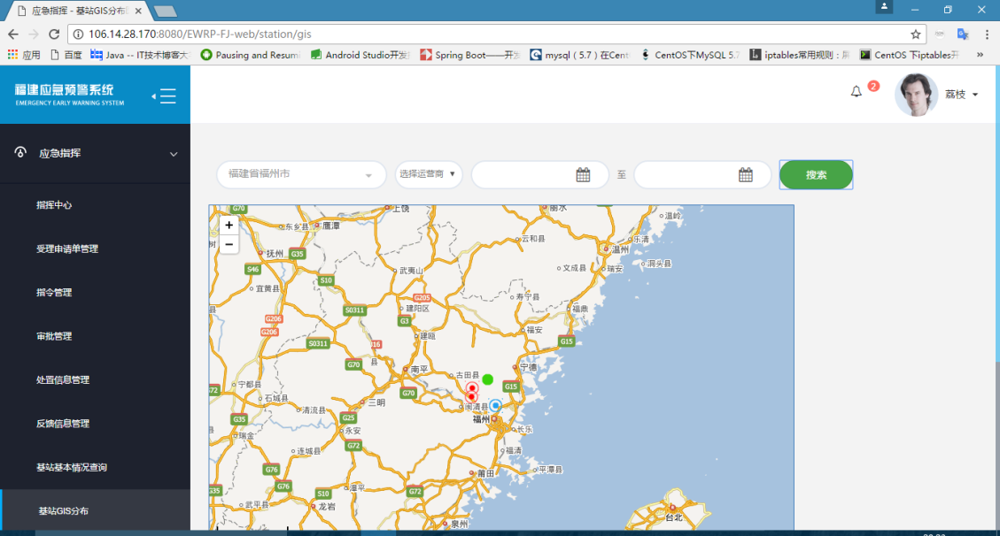 应急指挥 - 基站GIS分布
106.14.28.170:8080/EWRP-FJ-web/station/gis
应用 百度 Java -- IT技术博客大 Pausing and Resumi Android Studio开发 Spring Boot——开发 mysql（5.7）在Cent CentOS下MySQL 5.7 iptables常用规则： CentOS 下iptables开 »
福建应急预警系统
EMERGENCY EARLY WARNING SYSTEM
2
荔枝
应急指挥
指挥中心
受理申请单管理
指令管理
审批管理
处置信息管理
反馈信息管理
基站基本情况查询
基站GIS分布
福建省福州市 选择运营商 至 搜索
+
−
G70
上饶
丽水
温岭
东乡县
鹰潭
树
云和县
乐清
温州
抚州
G35
洞头县
S46
武夷山
文成县
瑞安
S10
宜黄县
G205
寿宁县
县
S0311
建阳区
福鼎
G206
G3
G206
福安
建瓯
S0311
G15
县
G70
南平
宁德
古田县
宁都县
G15
72
G70
石城县
三明
闽清县
清流县
福州
G35
G25
长乐
瑞金
永安
G72
连城县
福清
G76
平潭县
莆田
G76
漳平
35
S10
G72
武平县
龙岩
台北
泉州